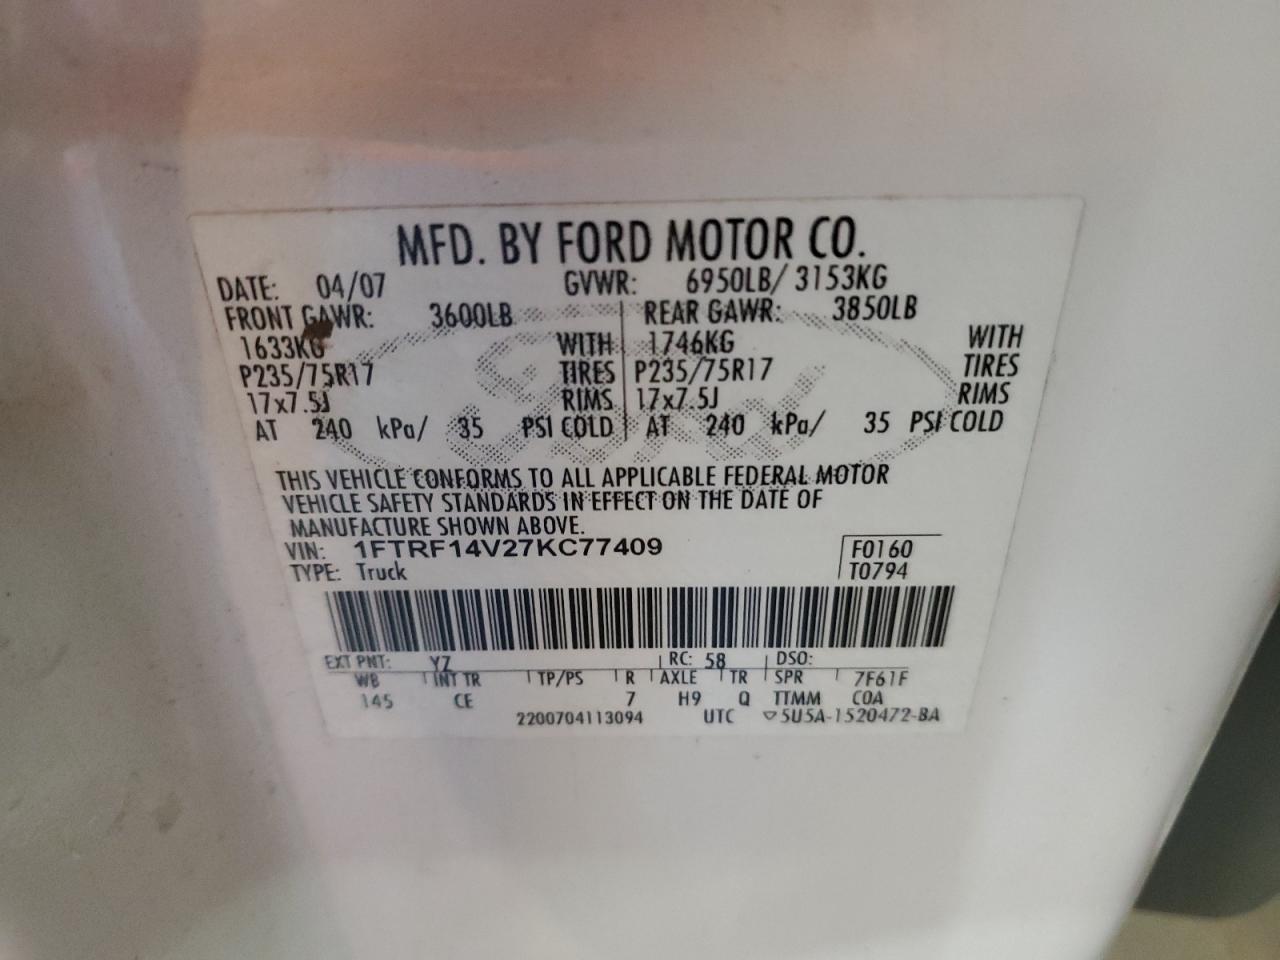 MFD. BY FORD MOTOR CO.
DATE: 04/07 GVWR: 6950LB/ 3153KG
FRONT GAWR: 3600LB REAR GAWR: 3850LB
1633KG WITH 1746KG WITH
P235/75R17 TIRES P235/75R17 TIRES
17x7.5J RIMS 17x7.5J RIMS
AT 240 kPa/ 35 PSI COLD AT 240 kPa/ 35 PSI COLD
THIS VEHICLE CONFORMS TO ALL APPLICABLE FEDERAL MOTOR
VEHICLE SAFETY STANDARDS IN EFFECT ON THE DATE OF
MANUFACTURE SHOWN ABOVE.
VIN: 1FTRF14V27KC77409 F0160
TYPE: Truck T0794
EXT PNT: YZ RC: 58 DSO:
WB INT TR TP/PS R AXLE TR SPR 7F61F
145 CE 7 H9 Q TTMM COA
2200704113094 UTC ▽5U5A-1520472-BA
Ford